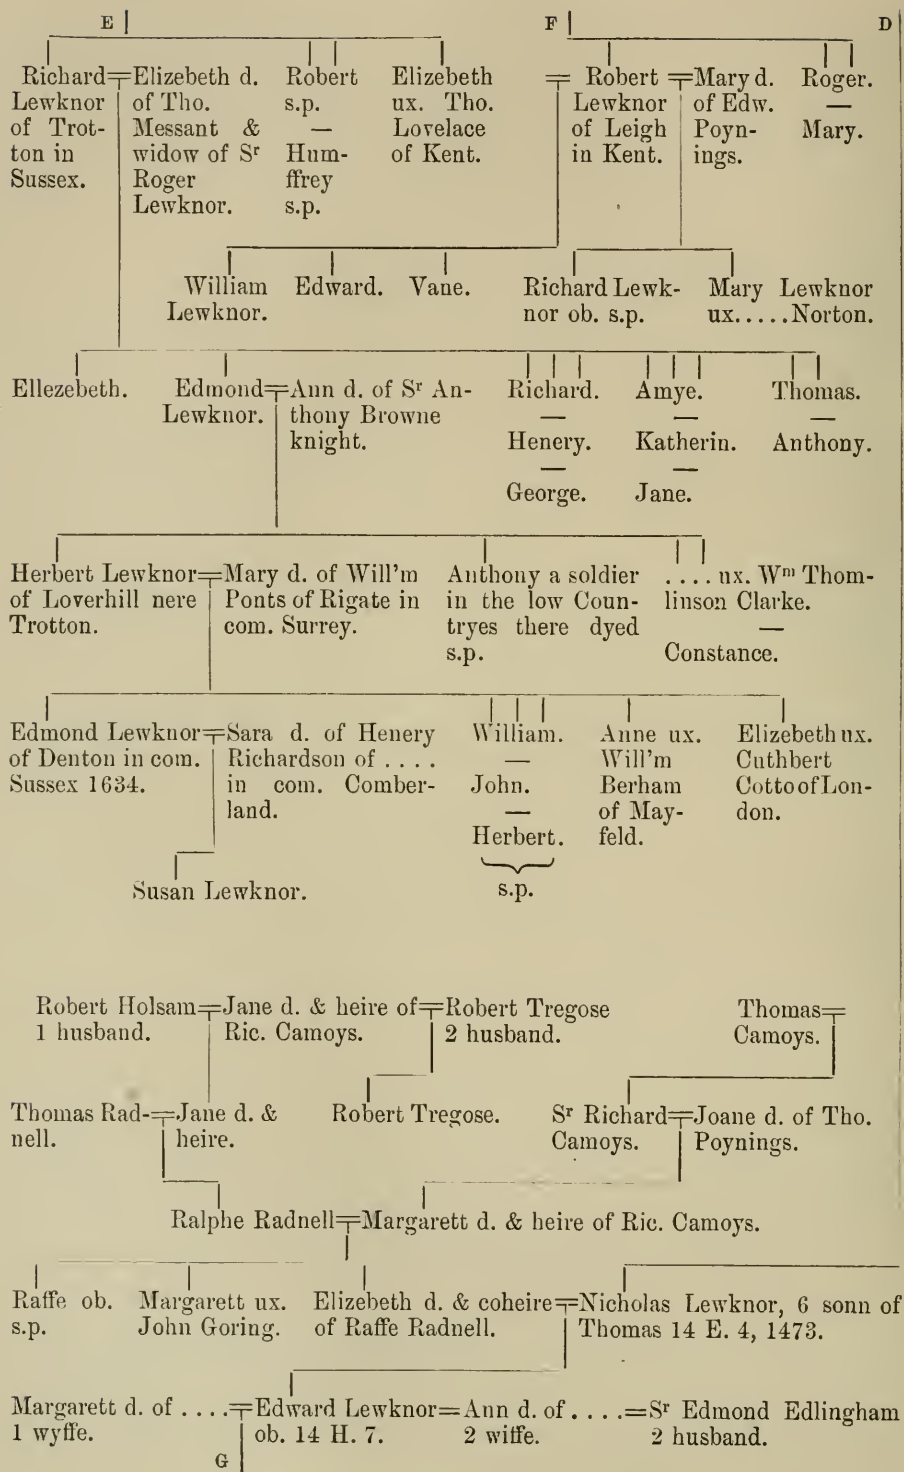 E F D
Richard=Elizebeth d. Robert Elizebeth = Robert =Mary d. Roger.
Lewknor of Tho. s.p. ux. Tho. Lewknor of Edw. —
of Trot- Messant & — Lovelace of Leigh Poyn- Mary.
ton in widow of Sr Hum- of Kent. in Kent. ings.
Sussex. Roger ffrey
Lewknor. s.p.
William Edward. Vane. Richard Lewk- Mary Lewknor
Lewknor. nor ob. s.p. ux.....Norton.
Ellezebeth. Edmond=Ann d. of Sr An- Richard. Amye. Thomas.
Lewknor. thony Browne — — —
knight. Henery. Katherin. Anthony.
— —
George. Jane.
Herbert Lewknor=Mary d. of Will'm Anthony a soldier .... ux. Wm Thom-
of Loverhill nere Ponts of Rigate in in the low Coun- linson Clarke.
Trotton. com. Surrey. tryes there dyed —
s.p. Constance.
Edmond Lewknor=Sara d. of Henery William. Anne ux. Elizebeth ux.
of Denton in com. Richardson of .... — Will'm Cuthbert
Sussex 1634. in com. Comber- John. Berham Cotto of Lon-
land. — of May- don.
Herbert. feld.
Susan Lewknor. s.p.
Robert Holsam=Jane d. & heire of=Robert Tregose Thomas=
1 husband. Ric. Camoys. 2 husband. Camoys.
Thomas Rad-=Jane d. & Robert Tregose. Sr Richard=Joane d. of Tho.
nell. heire. Camoys. Poynings.
Ralphe Radnell=Margarett d. & heire of Ric. Camoys.
Raffe ob. Margarett ux. Elizebeth d. & coheire=Nicholas Lewknor, 6 sonn of
s.p. John Goring. of Raffe Radnell. Thomas 14 E. 4, 1473.
Margarett d. of ....=Edward Lewknor=Ann d. of ....=Sr Edmond Edlingham
1 wyffe. ob. 14 H. 7. 2 wiffe. 2 husband.
G